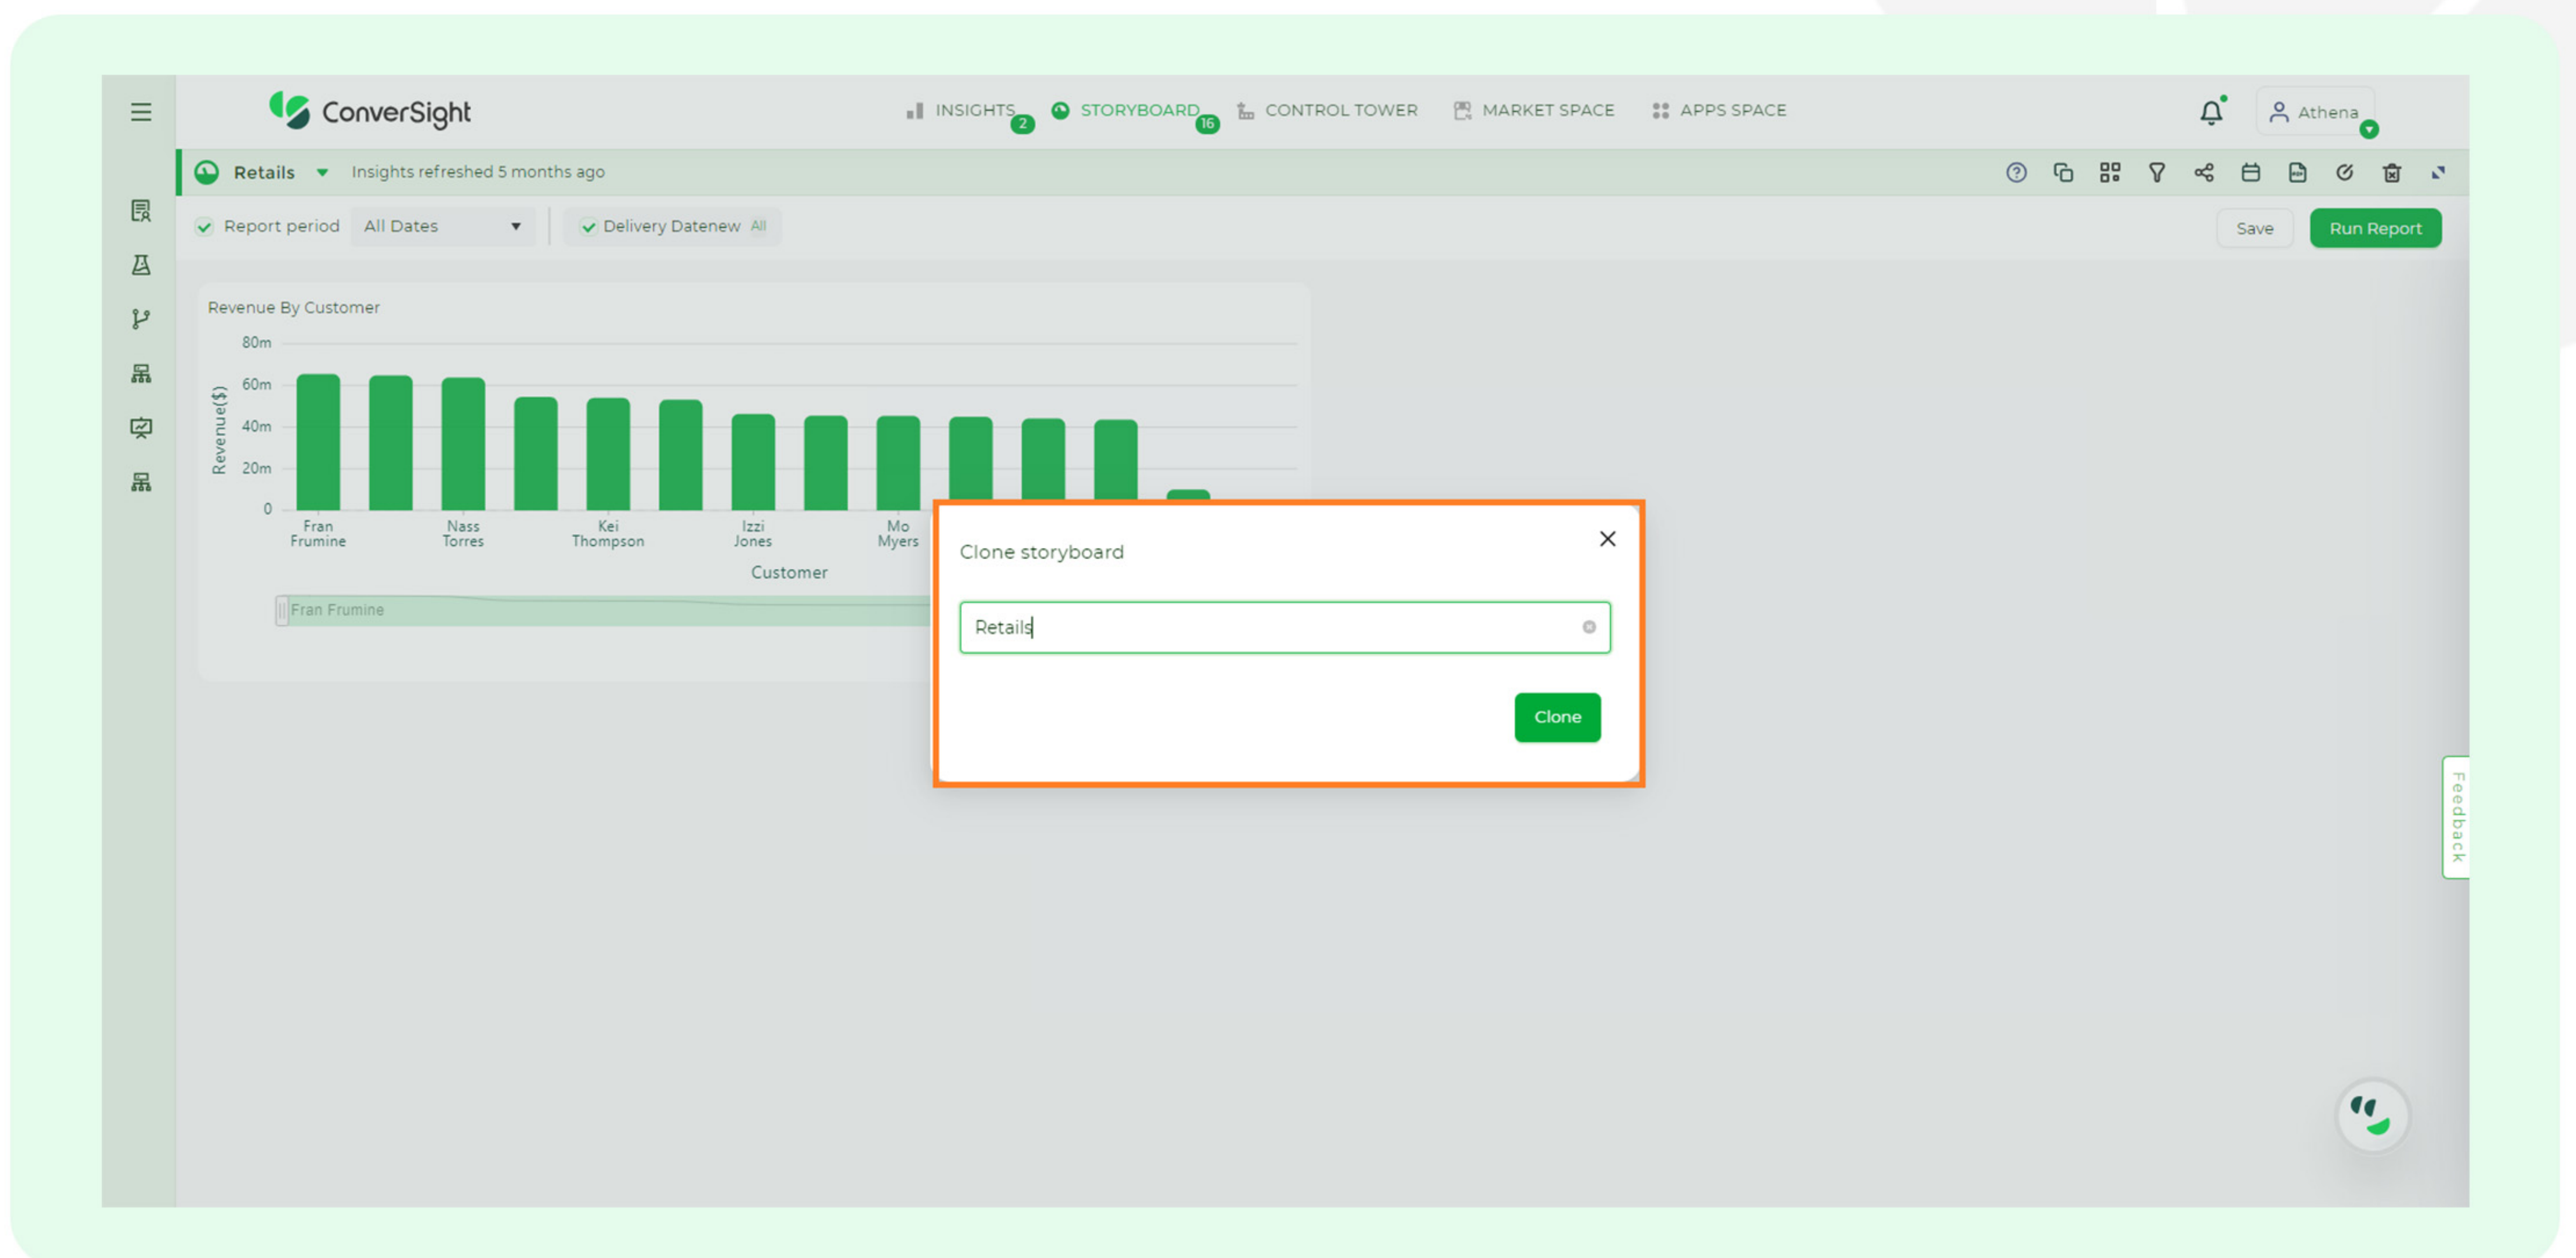 ConverSight
INSIGHTS 2
STORYBOARD 16
CONTROL TOWER
MARKET SPACE
APPS SPACE
Athena
Retails
Insights refreshed 5 months ago
Report period
All Dates
Delivery Datenew All
Save
Run Report
Revenue By Customer
80m
60m
40m
20m
0
Revenue($)
Fran
Frumine
Nass
Torres
Kei
Thompson
Izzi
Jones
Mo
Myers
Customer
Fran Frumine
Clone storyboard
Retails
Clone
Feedback